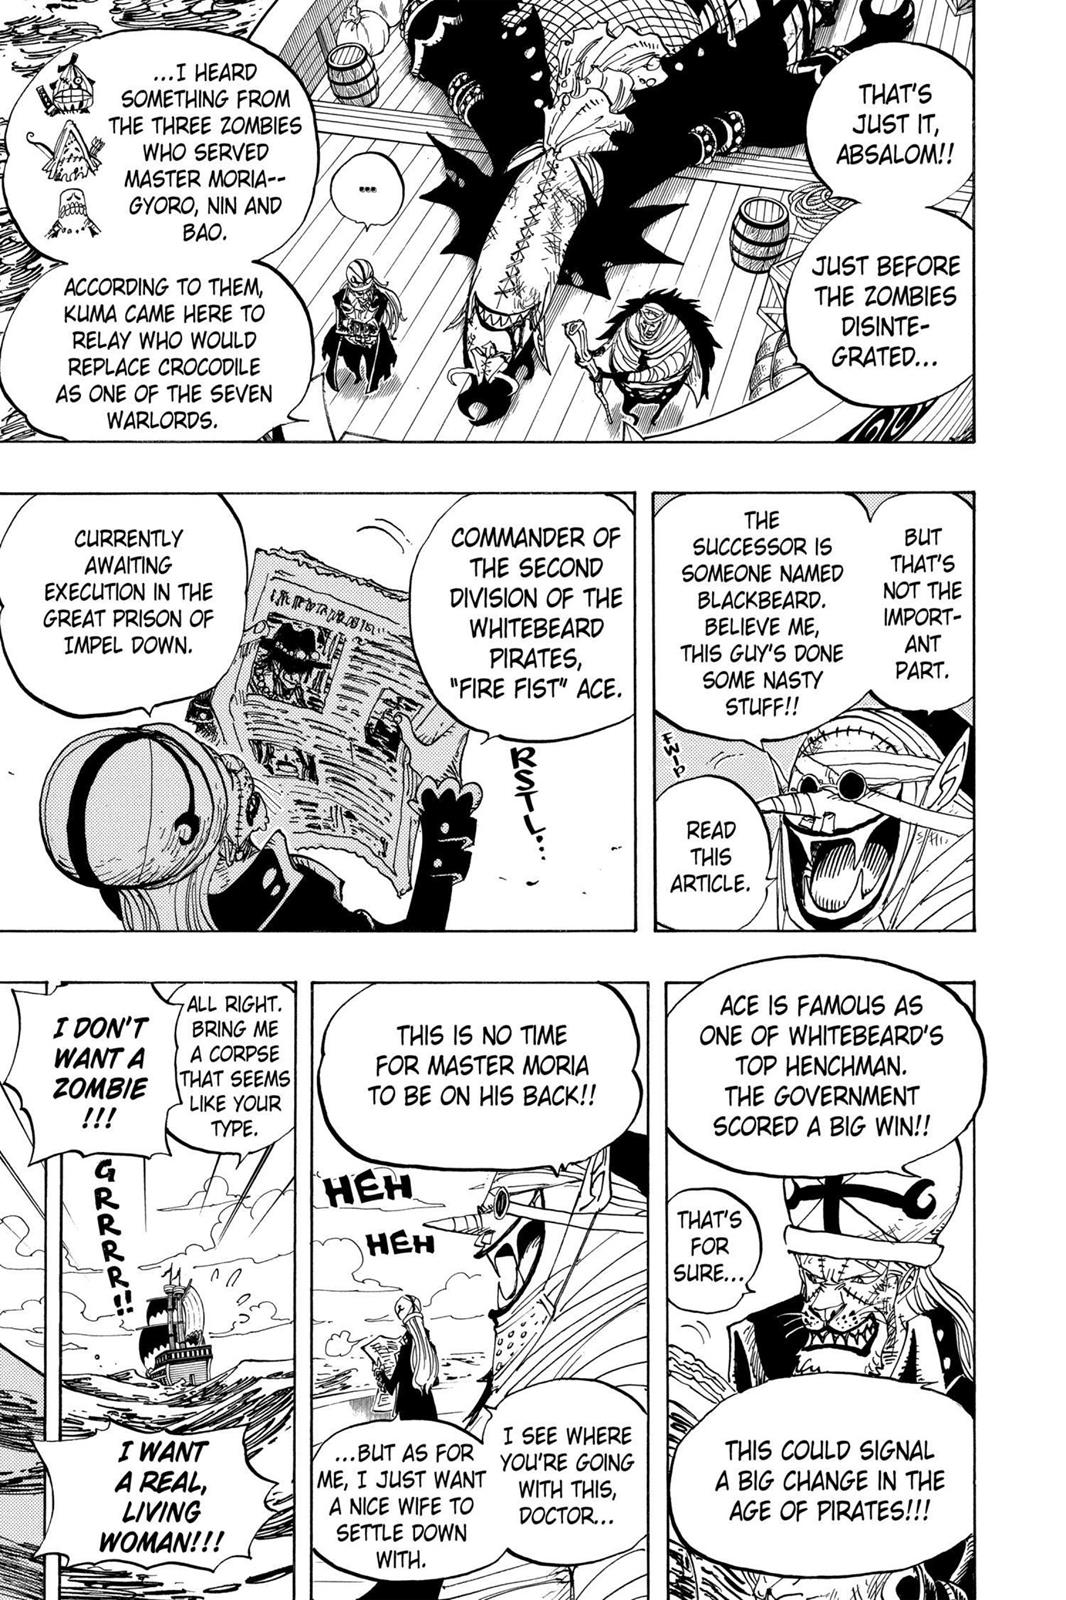 THAT'S
JUST IT,
ABSALOM!!
JUST BEFORE
THE ZOMBIES
DISINTE-
GRATED...
...
...I HEARD
SOMETHING FROM
THE THREE ZOMBIES
WHO SERVED
MASTER MORIA--
GYORO, NIN AND
BAO.
ACCORDING TO THEM,
KUMA CAME HERE TO
RELAY WHO WOULD
REPLACE CROCODILE
AS ONE OF THE SEVEN
WARLORDS.
BUT
THAT'S
NOT THE
IMPORT-
ANT
PART.
THE
SUCCESSOR IS
SOMEONE NAMED
BLACKBEARD.
BELIEVE ME,
THIS GUY'S DONE
SOME NASTY
STUFF!!
FWIP
READ
THIS
ARTICLE.
COMMANDER OF
THE SECOND
DIVISION OF THE
WHITEBEARD
PIRATES,
"FIRE FIST" ACE.
RSTL...
CURRENTLY
AWAITING
EXECUTION IN THE
GREAT PRISON OF
IMPEL DOWN.
ACE IS FAMOUS AS
ONE OF WHITEBEARD'S
TOP HENCHMAN.
THE GOVERNMENT
SCORED A BIG WIN!!
THAT'S
FOR
SURE...
THIS COULD SIGNAL
A BIG CHANGE IN THE
AGE OF PIRATES!!!
THIS IS NO TIME
FOR MASTER MORIA
TO BE ON HIS BACK!!
HEH
HEH
I SEE WHERE
YOU'RE GOING
WITH THIS,
DOCTOR...
...BUT AS FOR
ME, I JUST WANT
A NICE WIFE TO
SETTLE DOWN
WITH.
ALL RIGHT.
BRING ME
A CORPSE
THAT SEEMS
LIKE YOUR
TYPE.
I DON'T
WANT A
ZOMBIE
!!!
GRRRR!!
I WANT
A REAL,
LIVING
WOMAN!!!